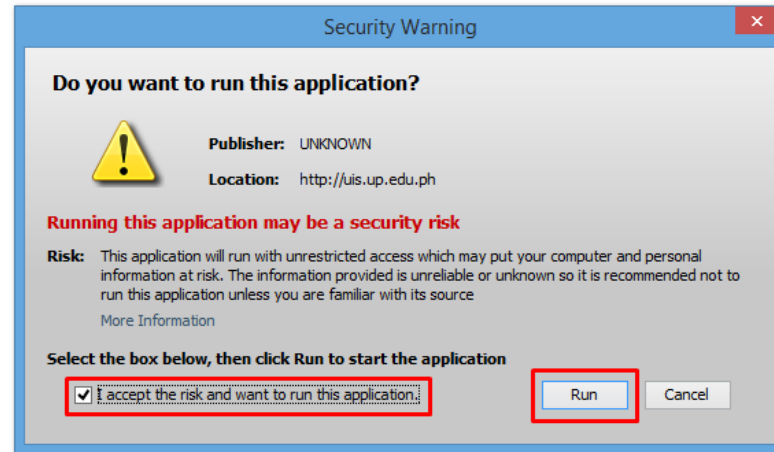 Security Warning
Do you want to run this application?
Publisher: UNKNOWN
Location: http://uis.up.edu.ph
Running this application may be a security risk
Risk: This application will run with unrestricted access which may put your computer and personal
information at risk. The information provided is unreliable or unknown so it is recommended not to
run this application unless you are familiar with its source
More Information
Select the box below, then click Run to start the application
I accept the risk and want to run this application.
Run Cancel